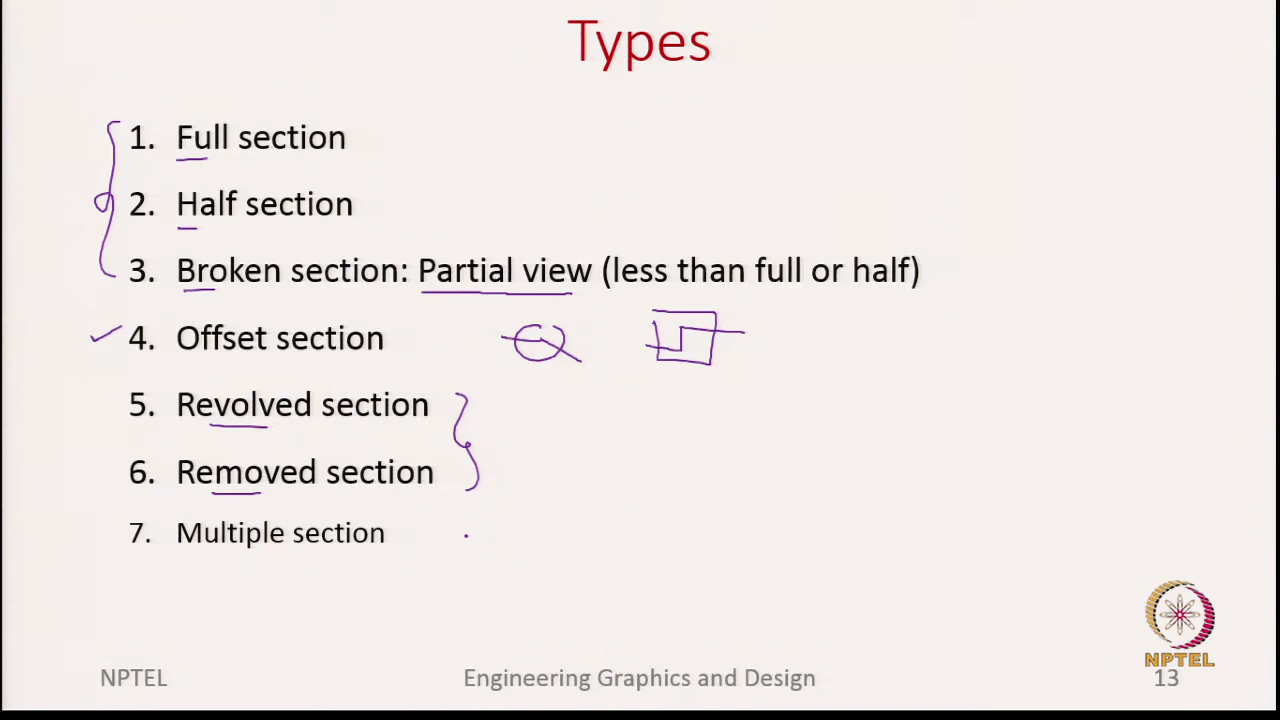 Types
1. Full section
2. Half section
3. Broken section: Partial view (less than full or half)
4. Offset section
5. Revolved section
6. Removed section
7. Multiple section
NPTEL
NPTEL Engineering Graphics and Design 13